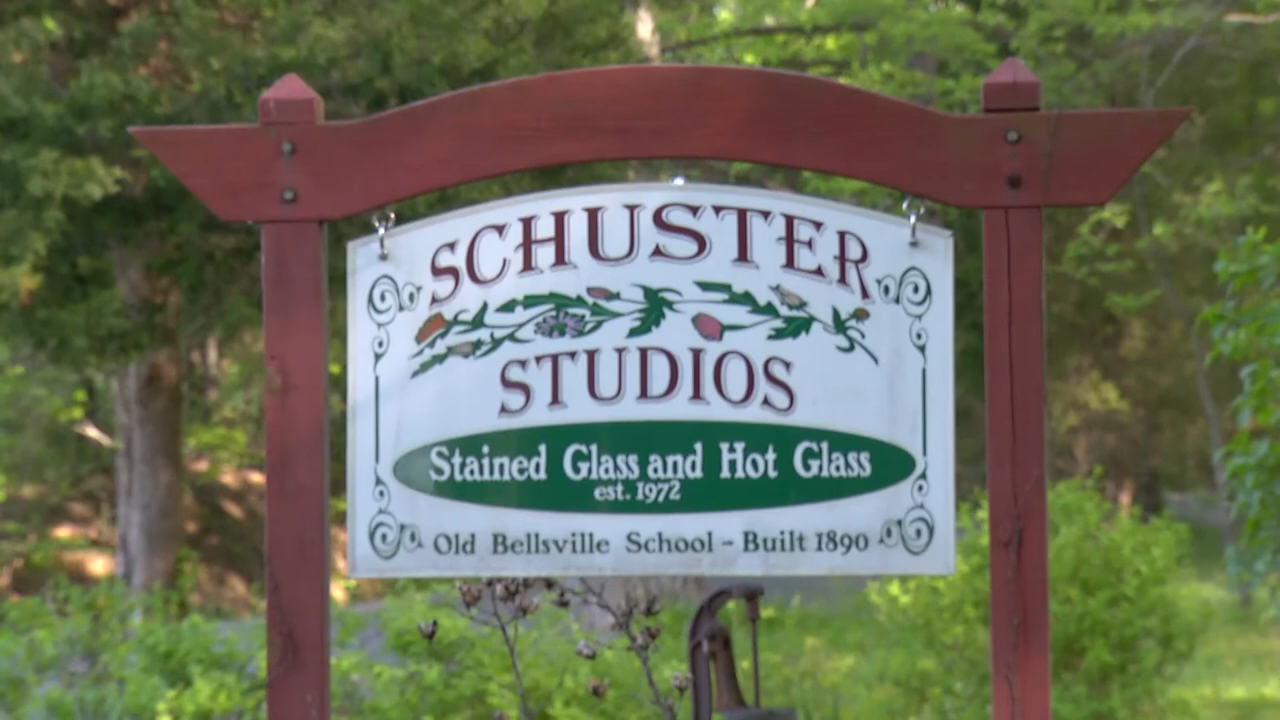 SCHUSTER
STUDIOS
Stained Glass and Hot Glass
est. 1972
Old Bellsville School - Built 1890